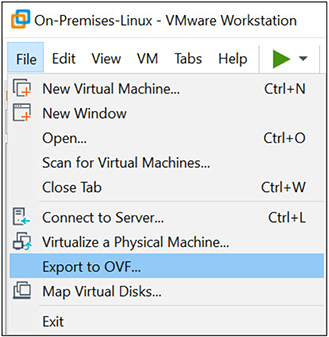 On-Premises-Linux - VMware Workstation
File Edit View VM Tabs Help
New Virtual Machine... Ctrl+N
New Window
Open... Ctrl+O
Scan for Virtual Machines...
Close Tab Ctrl+W
Connect to Server... Ctrl+L
Virtualize a Physical Machine...
Export to OVF...
Map Virtual Disks...
Exit